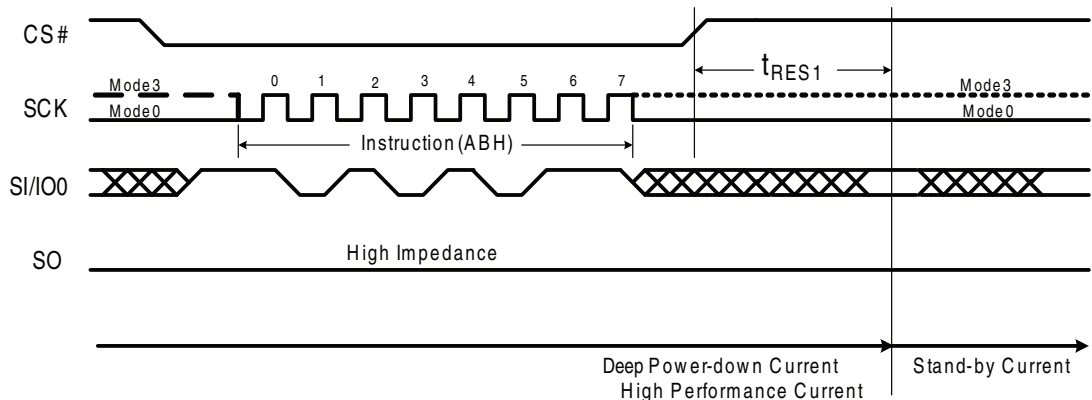 CS#
tRES1
Mode3
0 1 2 3 4 5 6 7
Mode3
SCK
Mode0
Mode0
Instruction(ABH)
SI/IO0
High Impedance
SO
Deep Power-down Current
Stand-by Current
High Performance Current